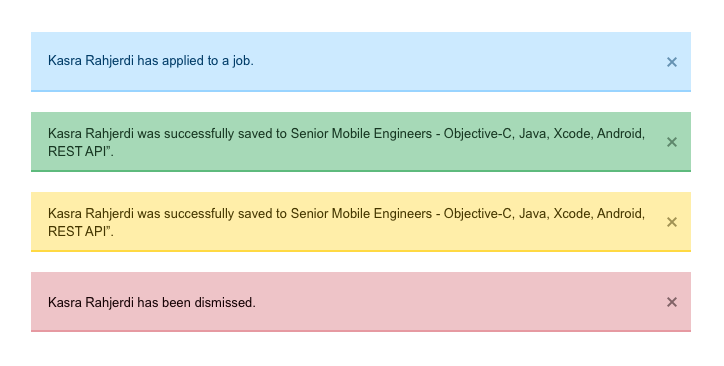 Kasra Rahjerdi has applied to a job.
×
Kasra Rahjerdi was successfully saved to Senior Mobile Engineers - Objective-C, Java, Xcode, Android,
REST API”.
×
Kasra Rahjerdi was successfully saved to Senior Mobile Engineers - Objective-C, Java, Xcode, Android,
REST API”.
×
Kasra Rahjerdi has been dismissed.
×